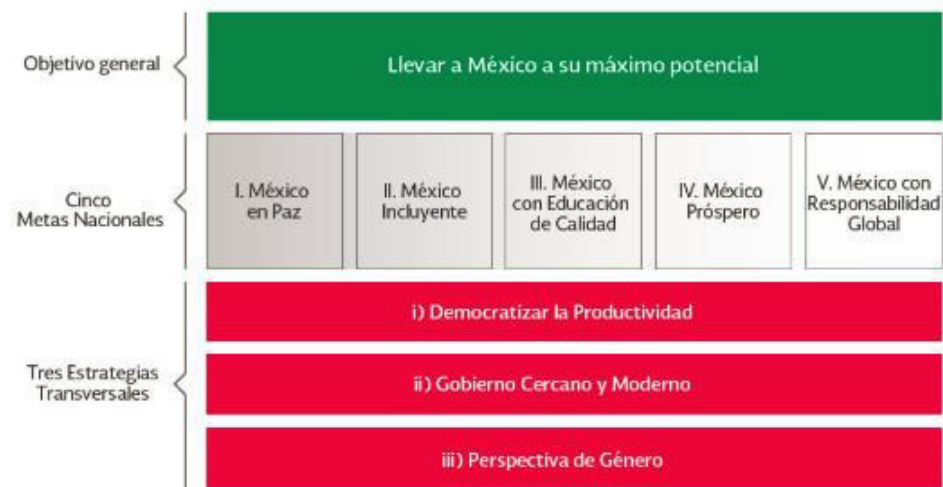 Objetivo general
Llevar a México a su máximo potencial
Cinco
Metas Nacionales
I. México
en Paz
II. México
Incluyente
III. México
con Educación
de Calidad
IV. México
Próspero
V. México con
Responsabilidad
Global
Tres Estrategias
Transversales
i) Democratizar la Productividad
ii) Gobierno Cercano y Moderno
iii) Perspectiva de Género